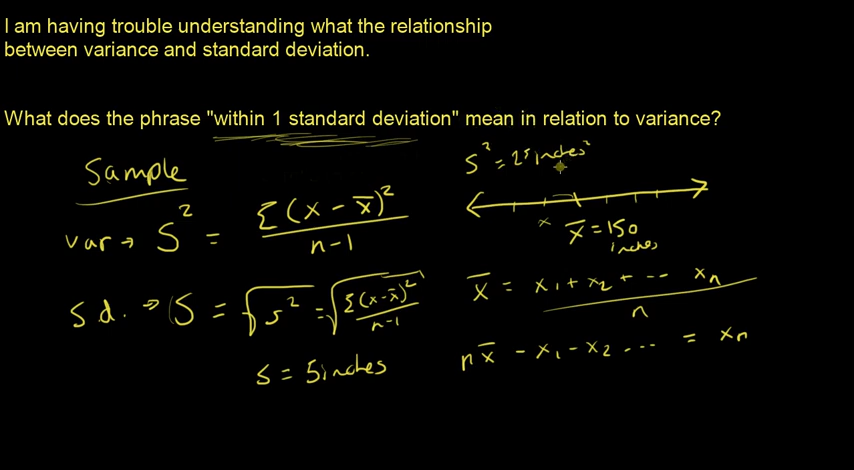 I am having trouble understanding what the relationship
between variance and standard deviation.
What does the phrase "within 1 standard deviation" mean in relation to variance?
Sample
var → S² = Σ(x - x̄)² / n-1
s.d. → S = √s² = √(Σ(x-x̄)² / n-1)
s = 5 inches
S² = 25 inches²
x
x̄ = 150
inches
x̄ = x₁ + x₂ + --- xₙ / n
n x̄ - x₁ - x₂ --- = xₙ